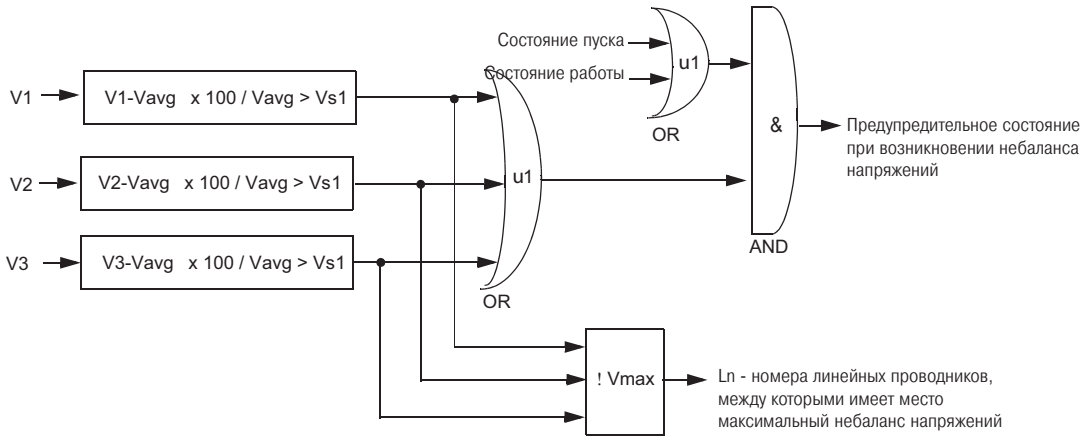 Состояние пуска
Состояние работы
u1
OR
V1
V1-Vavg x 100 / Vavg > Vs1
V2
V2-Vavg x 100 / Vavg > Vs1
V3
V3-Vavg x 100 / Vavg > Vs1
u1
OR
&
AND
Предупредительное состояние
при возникновении небаланса
напряжений
! Vmax
Ln - номера линейных проводников,
между которыми имеет место
максимальный небаланс напряжений